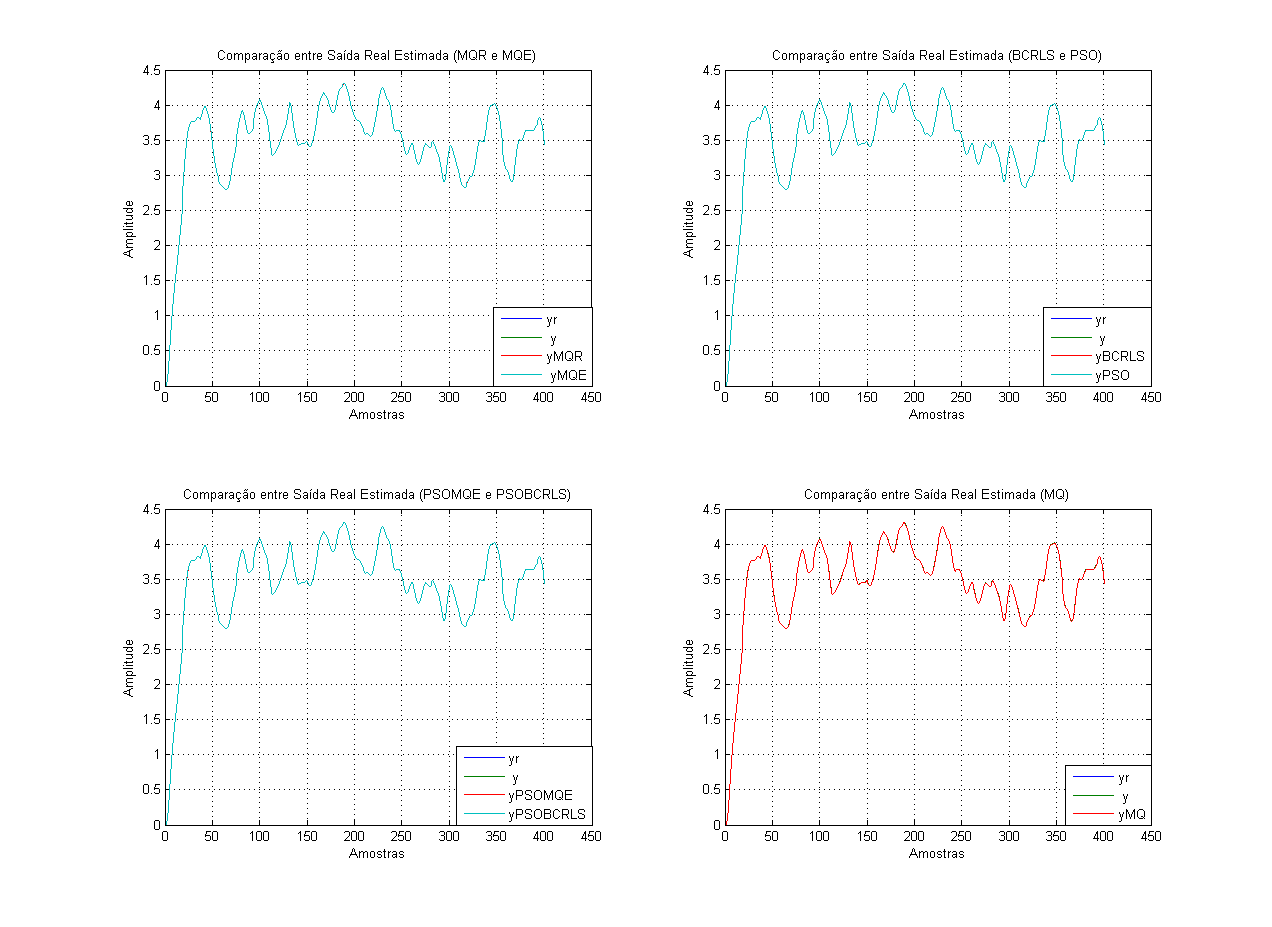 Comparação entre Saída Real Estimada (MQR e MQE)
4.5
4
3.5
3
2.5
2
1.5
1
0.5
0
Amplitude
0 50 100 150 200 250 300 350 400 450
Amostras
yr
y
yMQR
yMQE
Comparação entre Saída Real Estimada (BCRLS e PSO)
4.5
4
3.5
3
2.5
2
1.5
1
0.5
0
Amplitude
0 50 100 150 200 250 300 350 400 450
Amostras
yr
y
yBCRLS
yPSO
Comparação entre Saída Real Estimada (PSOMQE e PSOBCRLS)
4.5
4
3.5
3
2.5
2
1.5
1
0.5
0
Amplitude
0 50 100 150 200 250 300 350 400 450
Amostras
yr
y
yPSOMQE
yPSOBCRLS
Comparação entre Saída Real Estimada (MQ)
4.5
4
3.5
3
2.5
2
1.5
1
0.5
0
Amplitude
0 50 100 150 200 250 300 350 400 450
Amostras
yr
y
yMQ